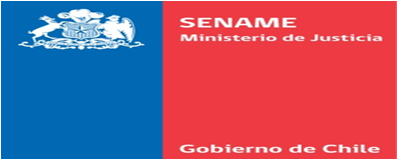 SENAME
Ministerio de Justicia
Gobierno de Chile